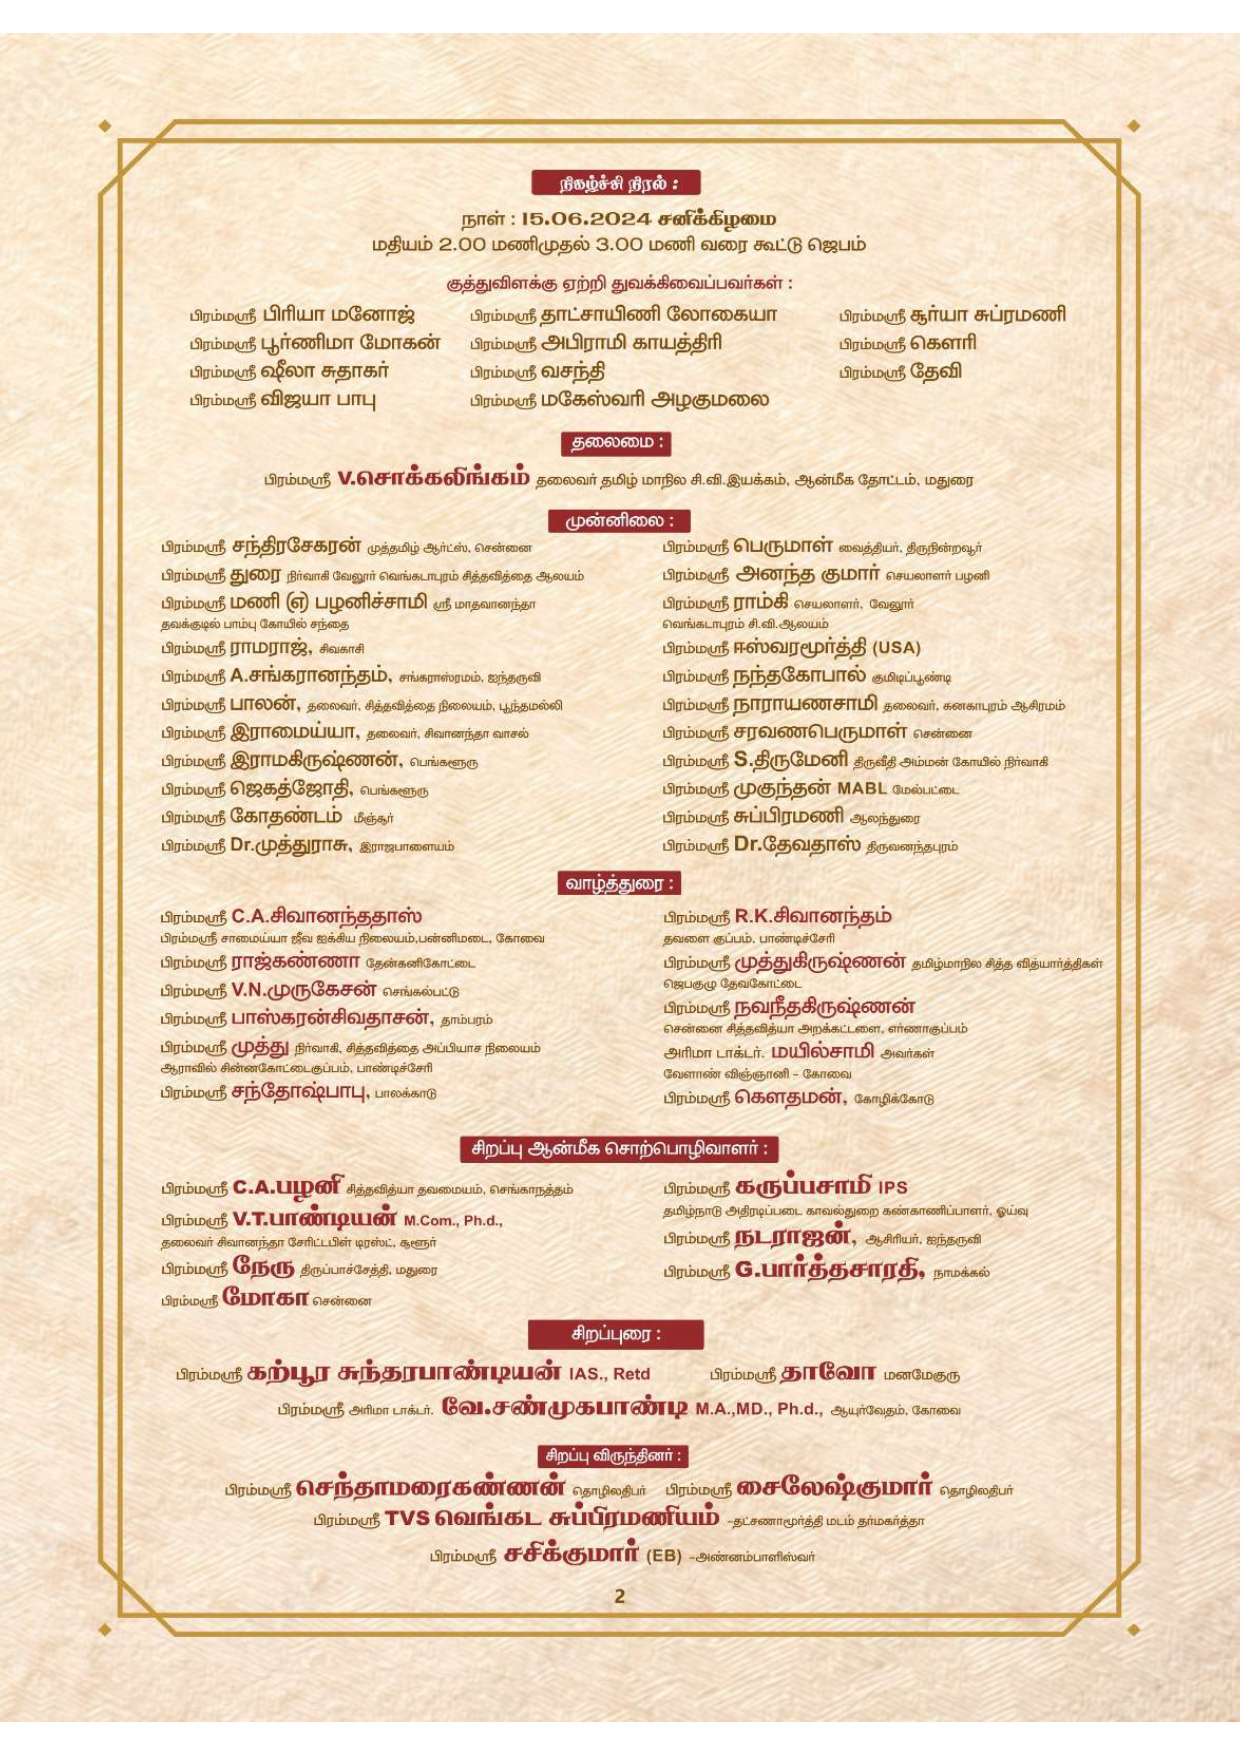 நிகழ்ச்சி நிரல் :
நாள் : 15.06.2024 சனிக்கிழமை
மதியம் 2.00 மணிமுதல் 3.00 மணி வரை கூட்டு ஜெபம்
குத்துவிளக்கு ஏற்றி துவக்கிவைப்பவர்கள் :
பிரம்மஸ்ரீ பிரியா மனோஜ் பிரம்மஸ்ரீ தாட்சாயிணி லோகையா பிரம்மஸ்ரீ சூர்யா சுப்ரமணி
பிரம்மஸ்ரீ பூர்ணிமா மோகன் பிரம்மஸ்ரீ அபிராமி காயத்திரி பிரம்மஸ்ரீ கௌரி
பிரம்மஸ்ரீ ஷீலா சுதாகர் பிரம்மஸ்ரீ வசந்தி பிரம்மஸ்ரீ தேவி
பிரம்மஸ்ரீ விஜயா பாபு பிரம்மஸ்ரீ மகேஸ்வரி அழகுமலை
தலைமை :
பிரம்மஸ்ரீ V.சொக்கலிங்கம் தலைவர் தமிழ் மாநில சி.வி.இயக்கம், ஆன்மீக தோட்டம், மதுரை
முன்னிலை :
பிரம்மஸ்ரீ சந்திரசேகரன் முத்தமிழ் ஆர்ட்ஸ், சென்னை
பிரம்மஸ்ரீ துரை நிர்வாகி வேலூர் வெங்கடாபுரம் சித்தவித்தை ஆலயம்
பிரம்மஸ்ரீ மணி (எ) பழனிச்சாமி ஸ்ரீ மாதவானந்தா
தவக்குடில் பாம்பு கோயில் சந்தை
பிரம்மஸ்ரீ ராமராஜ், சிவகாசி
பிரம்மஸ்ரீ A.சங்கரானந்தம், சங்கராஸ்ரமம், ஐந்தருவி
பிரம்மஸ்ரீ பாலன், தலைவர், சித்தவித்தை நிலையம், பூந்தமல்லி
பிரம்மஸ்ரீ இராமைய்யா, தலைவர், சிவானந்தா வாசல்
பிரம்மஸ்ரீ இராமகிருஷ்ணன், பெங்களூரு
பிரம்மஸ்ரீ ஜெகத்ஜோதி, பெங்களூரு
பிரம்மஸ்ரீ கோதண்டம் மீஞ்சூர்
பிரம்மஸ்ரீ Dr.முத்துராசு, இராஜபாளையம்
பிரம்மஸ்ரீ பெருமாள் வைத்தியர், திருநின்றவூர்
பிரம்மஸ்ரீ அனந்த குமார் செயலாளர் பழனி
பிரம்மஸ்ரீ ராம்கி செயலாளர், வேலூர்
வெங்கடாபுரம் சி.வி.ஆலயம்
பிரம்மஸ்ரீ ஈஸ்வரமூர்த்தி (USA)
பிரம்மஸ்ரீ நந்தகோபால் குமிடிப்பூண்டி
பிரம்மஸ்ரீ நாராயணசாமி தலைவர், கனகாபுரம் ஆசிரமம்
பிரம்மஸ்ரீ சரவணபெருமாள் சென்னை
பிரம்மஸ்ரீ S.திருமேனி திருவீதி அம்மன் கோயில் நிர்வாகி
பிரம்மஸ்ரீ முகுந்தன் MABL மேல்பட்டை
பிரம்மஸ்ரீ சுப்பிரமணி ஆலந்துரை
பிரம்மஸ்ரீ Dr.தேவதாஸ் திருவனந்தபுரம்
வாழ்த்துரை :
பிரம்மஸ்ரீ C.A.சிவானந்ததாஸ்
பிரம்மஸ்ரீ சாமைய்யா ஜீவ ஐக்கிய நிலையம்,பன்னிமடை, கோவை
பிரம்மஸ்ரீ ராஜ்கண்ணா தேன்கனிகோட்டை
பிரம்மஸ்ரீ V.N.முருகேசன் செங்கல்பட்டு
பிரம்மஸ்ரீ பாஸ்கரன்சிவதாசன், தாம்பரம்
பிரம்மஸ்ரீ முத்து நிர்வாகி, சித்தவித்தை அப்பியாச நிலையம்
ஆராவில் சின்னகோட்டைகுப்பம், பாண்டிச்சேரி
பிரம்மஸ்ரீ சந்தோஷ்பாபு, பாலக்காடு
பிரம்மஸ்ரீ R.K.சிவானந்தம்
தவளை குப்பம், பாண்டிச்சேரி
பிரம்மஸ்ரீ முத்துகிருஷ்ணன் தமிழ்மாநில சித்த வித்யார்த்திகள்
ஜெபகுழு தேவகோட்டை
பிரம்மஸ்ரீ நவநீதகிருஷ்ணன்
சென்னை சித்தவித்யா அறக்கட்டளை, எர்ணாகுப்பம்
அரிமா டாக்டர். மயில்சாமி அவர்கள்
வேளாண் விஞ்ஞானி – கோவை
பிரம்மஸ்ரீ கௌதமன், கோழிக்கோடு
சிறப்பு ஆன்மீக சொற்பொழிவாளர் :
பிரம்மஸ்ரீ C.A.பழனி சித்தவித்யா தவமையம், செங்காநத்தம்
பிரம்மஸ்ரீ V.T.பாண்டியன் M.Com., Ph.d.,
தலைவர் சிவானந்தா சேரிட்டபிள் டிரஸ்ட், சூளூர்
பிரம்மஸ்ரீ நேரு திருப்பாச்சேத்தி, மதுரை
பிரம்மஸ்ரீ மோகா சென்னை
பிரம்மஸ்ரீ கருப்பசாமி IPS
தமிழ்நாடு அதிரடிப்படை காவல்துறை கண்காணிப்பாளர், ஓய்வு
பிரம்மஸ்ரீ நடராஜன், ஆசிரியர், ஐந்தருவி
பிரம்மஸ்ரீ G.பார்த்தசாரதி, நாமக்கல்
சிறப்புரை :
பிரம்மஸ்ரீ கற்பூர சுந்தரபாண்டியன் IAS., Retd பிரம்மஸ்ரீ தாவோ மனமேகுரு
பிரம்மஸ்ரீ அரிமா டாக்டர். வே.சண்முகபாண்டி M.A.,MD., Ph.d., ஆயுர்வேதம், கோவை
சிறப்பு விருந்தினர் :
பிரம்மஸ்ரீ செந்தாமரைகண்ணன் தொழிலதிபர் பிரம்மஸ்ரீ சைலேஷ்குமார் தொழிலதிபர்
பிரம்மஸ்ரீ TVS வெங்கட சுப்பிரமணியம் -தட்சணாமூர்த்தி மடம் தர்மகர்த்தா
பிரம்மஸ்ரீ சசிக்குமார் (EB) -அண்ணம்பாளிஸ்வர்
2